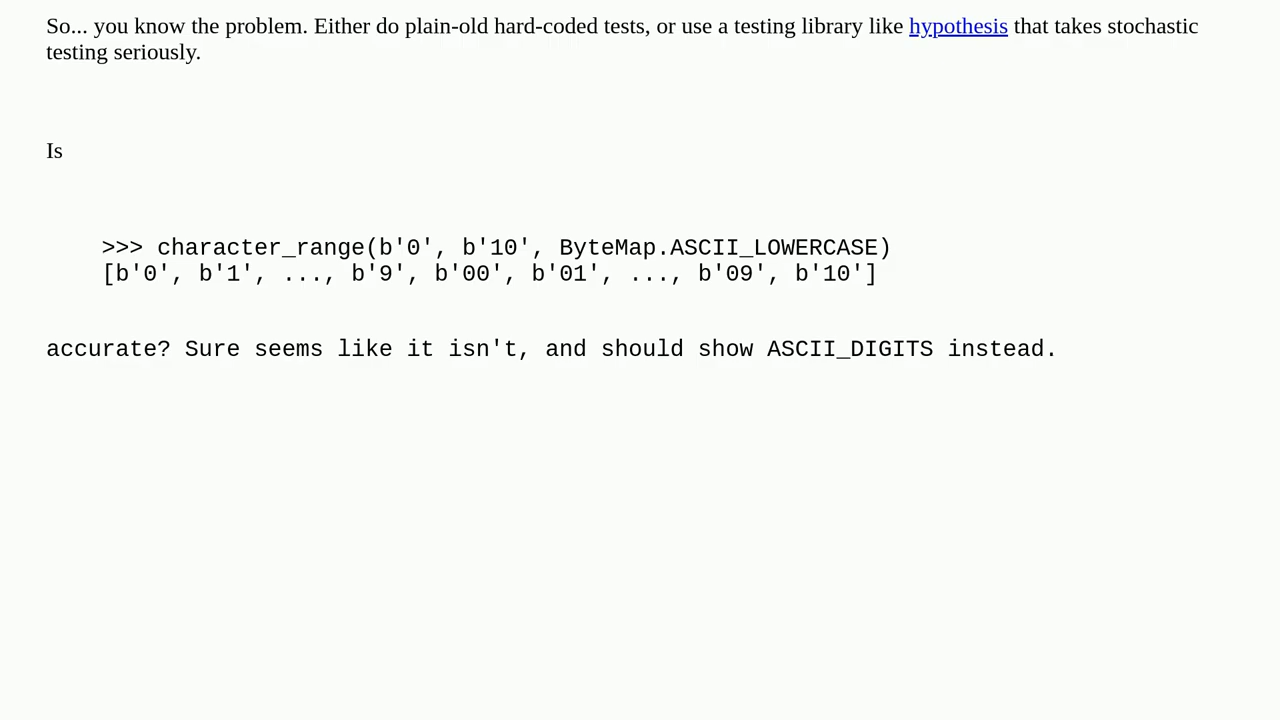 So... you know the problem. Either do plain-old hard-coded tests, or use a testing library like hypothesis that takes stochastic
testing seriously.
Is
>>> character_range(b'0', b'10', ByteMap.ASCII_LOWERCASE)
[b'0', b'1', ..., b'9', b'00', b'01', ..., b'09', b'10']
accurate? Sure seems like it isn't, and should show ASCII_DIGITS instead.